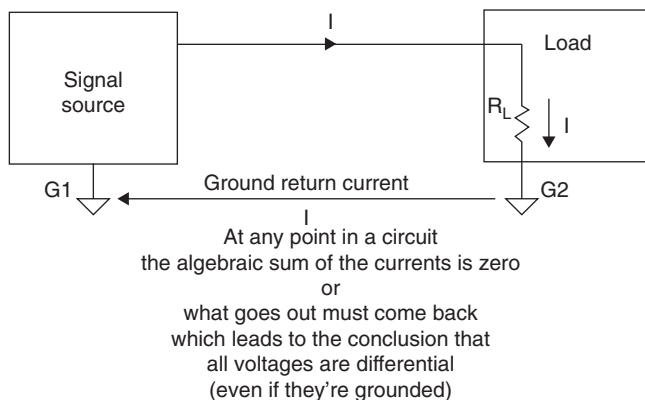 I
Signal
source
Load
R_L
I
G1
Ground return current
G2
I
At any point in a circuit
the algebraic sum of the currents is zero
or
what goes out must come back
which leads to the conclusion that
all voltages are differential
(even if they're grounded)